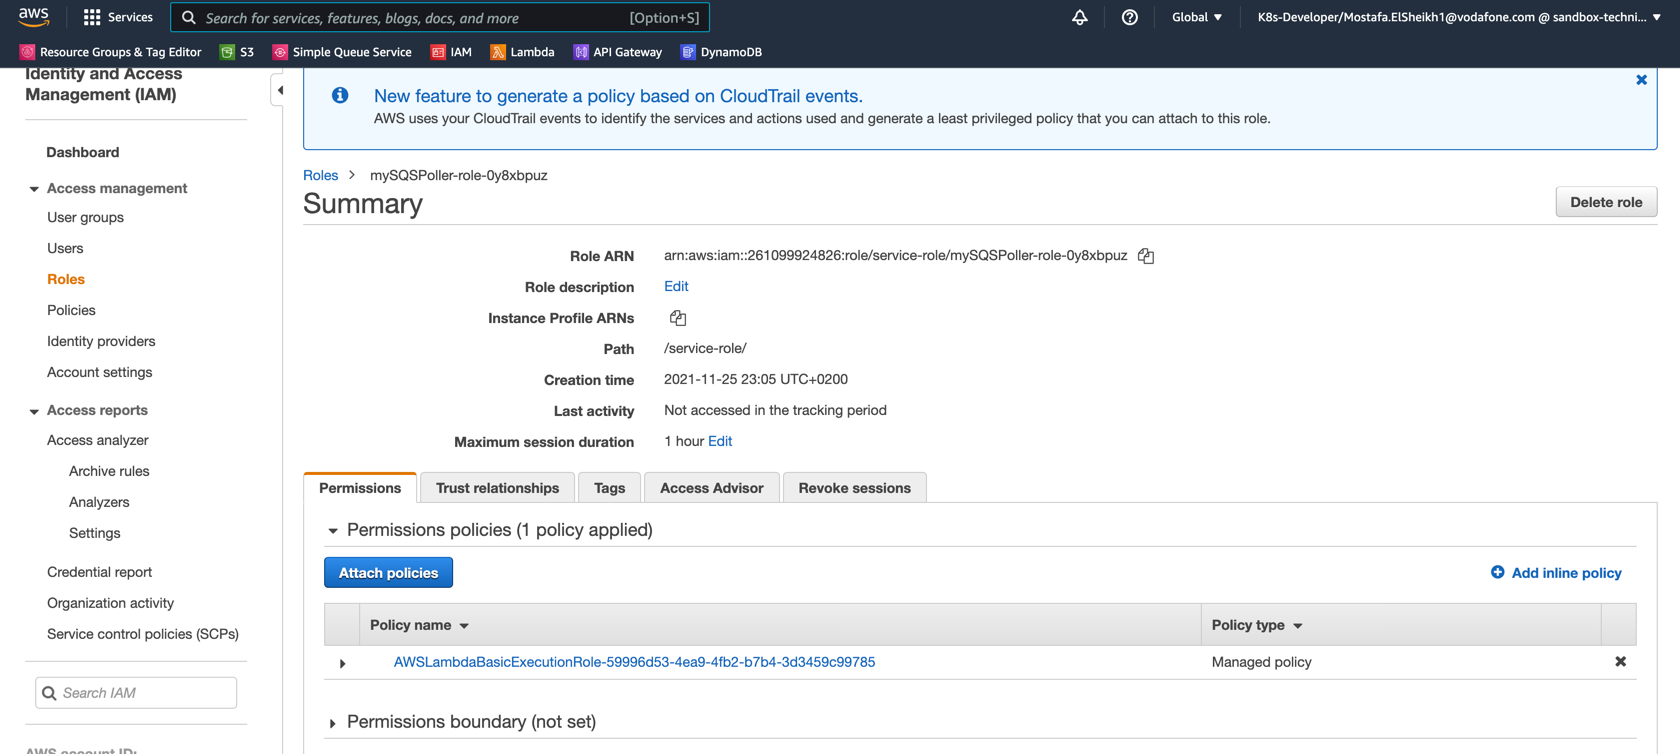 aws
Services
Search for services, features, blogs, docs, and more
[Option+S]
Global
K8s-Developer/Mostafa.ElSheikh1@vodafone.com @ sandbox-techni...
Resource Groups & Tag Editor
S3
Simple Queue Service
IAM
Lambda
API Gateway
DynamoDB
Identity and Access
Management (IAM)
Dashboard
Access management
User groups
Users
Roles
Policies
Identity providers
Account settings
Access reports
Access analyzer
Archive rules
Analyzers
Settings
Credential report
Organization activity
Service control policies (SCPs)
Search IAM
AWS account ID:
New feature to generate a policy based on CloudTrail events.
AWS uses your CloudTrail events to identify the services and actions used and generate a least privileged policy that you can attach to this role.
Roles > mySQSPoller-role-0y8xbpuz
Summary
Delete role
Role ARN arn:aws:iam::261099924826:role/service-role/mySQSPoller-role-0y8xbpuz
Role description Edit
Instance Profile ARNs
Path /service-role/
Creation time 2021-11-25 23:05 UTC+0200
Last activity Not accessed in the tracking period
Maximum session duration 1 hour Edit
Permissions
Trust relationships
Tags
Access Advisor
Revoke sessions
Permissions policies (1 policy applied)
Attach policies
Add inline policy
Policy name
Policy type
AWSLambdaBasicExecutionRole-59996d53-4ea9-4fb2-b7b4-3d3459c99785
Managed policy
Permissions boundary (not set)